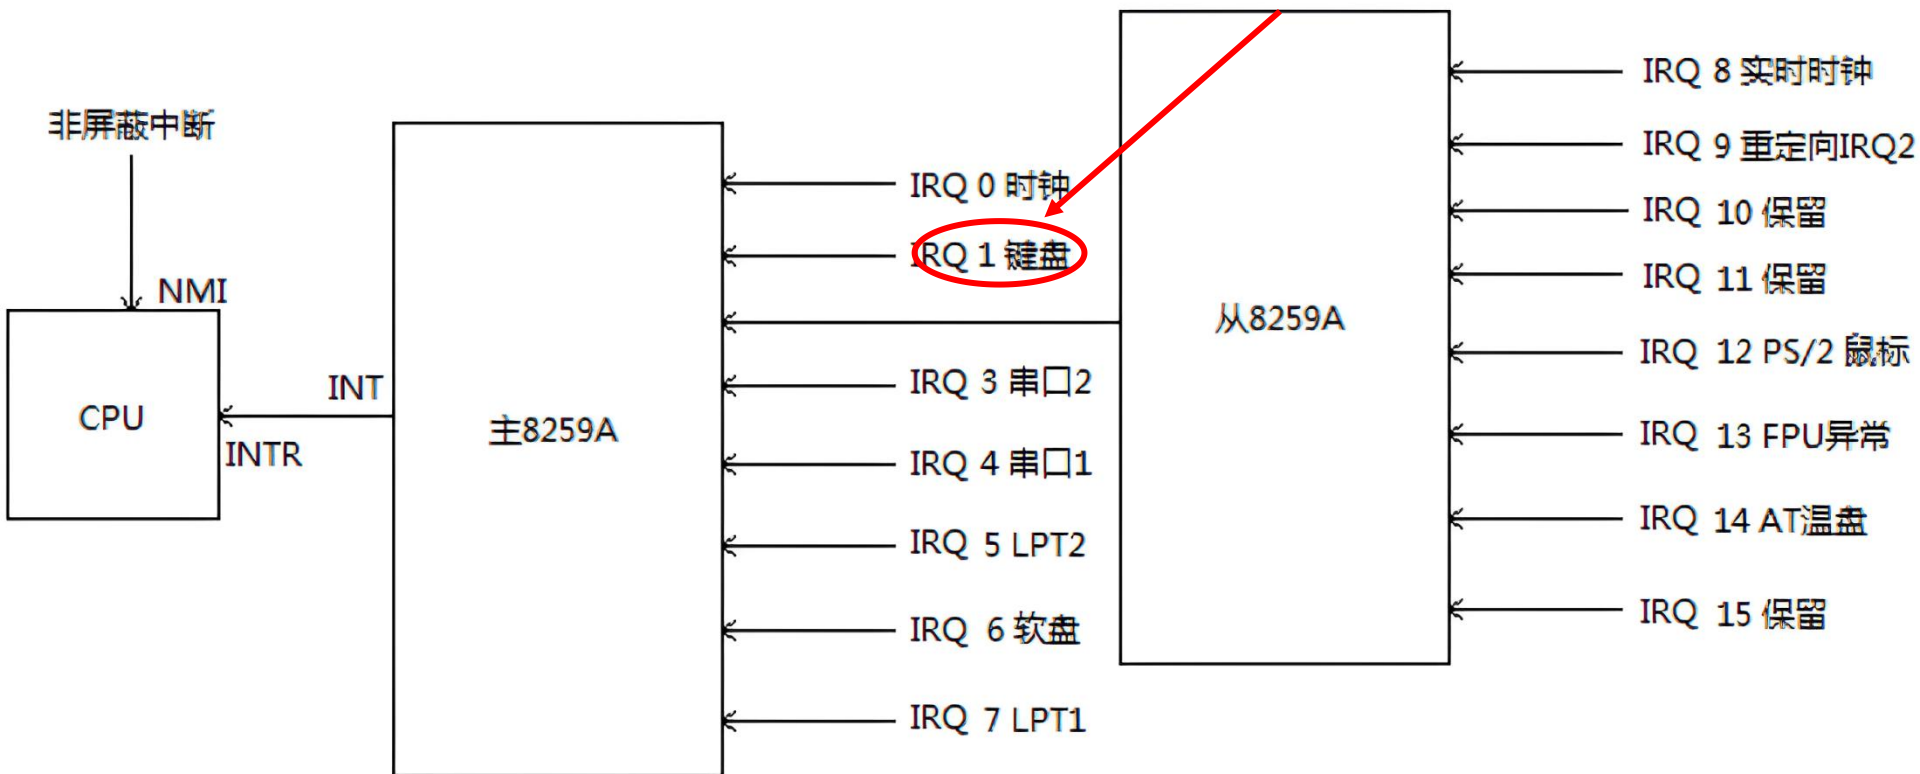 非屏蔽中断
NMI
CPU
INT
INTR
主8259A
IRQ 0 时钟
IRQ 1 键盘
IRQ 3 串口2
IRQ 4 串口1
IRQ 5 LPT2
IRQ 6 软盘
IRQ 7 LPT1
从8259A
IRQ 8 实时时钟
IRQ 9 重定向IRQ2
IRQ 10 保留
IRQ 11 保留
IRQ 12 PS/2 鼠标
IRQ 13 FPU异常
IRQ 14 AT温盘
IRQ 15 保留